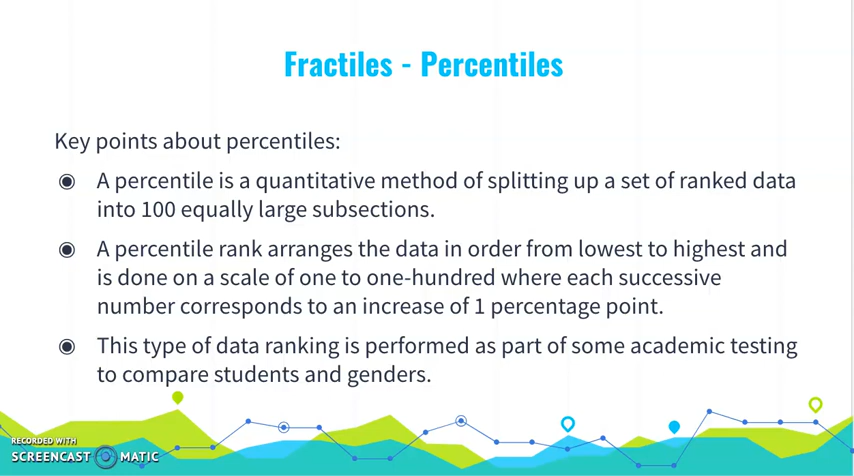 Fractiles - Percentiles
Key points about percentiles:
◉ A percentile is a quantitative method of splitting up a set of ranked data
into 100 equally large subsections.
◉ A percentile rank arranges the data in order from lowest to highest and
is done on a scale of one to one-hundred where each successive
number corresponds to an increase of 1 percentage point.
◉ This type of data ranking is performed as part of some academic testing
to compare students and genders.
RECORDED WITH
SCREENCAST MATIC